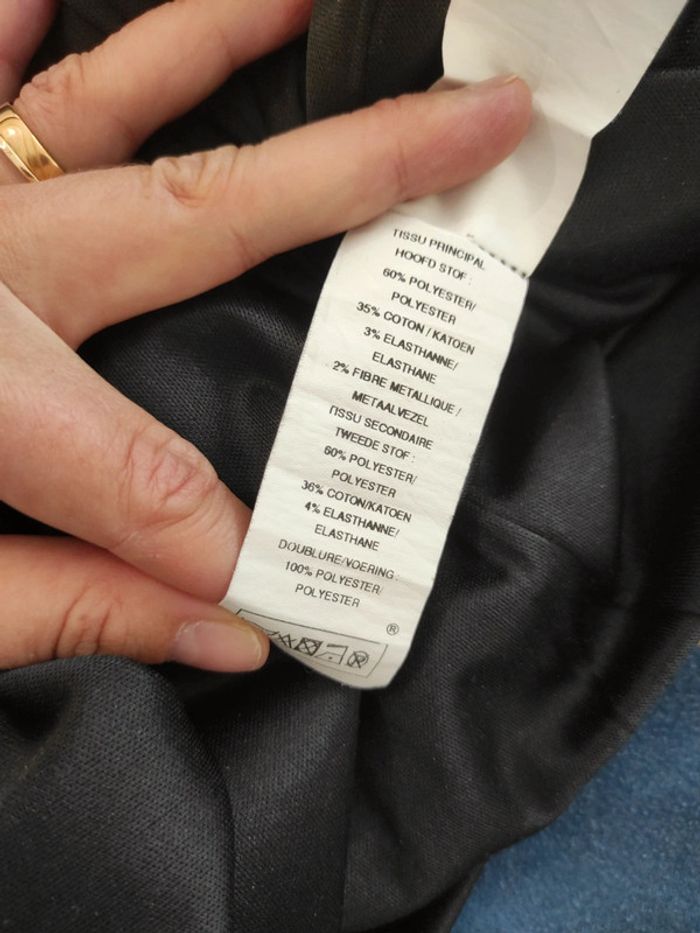 TISSU PRINCIPAL
HOOFD STOF :
60% POLYESTER/
POLYESTER
35% COTON / KATOEN
3% ELASTHANNE/
ELASTHANE
2% FIBRE METALLIQUE /
METAALVEZEL
TISSU SECONDAIRE
TWEEDE STOF :
60% POLYESTER/
POLYESTER
36% COTON/KATOEN
4% ELASTHANNE/
ELASTHANE
DOUBLURE/VOERING :
100% POLYESTER/
POLYESTER
®